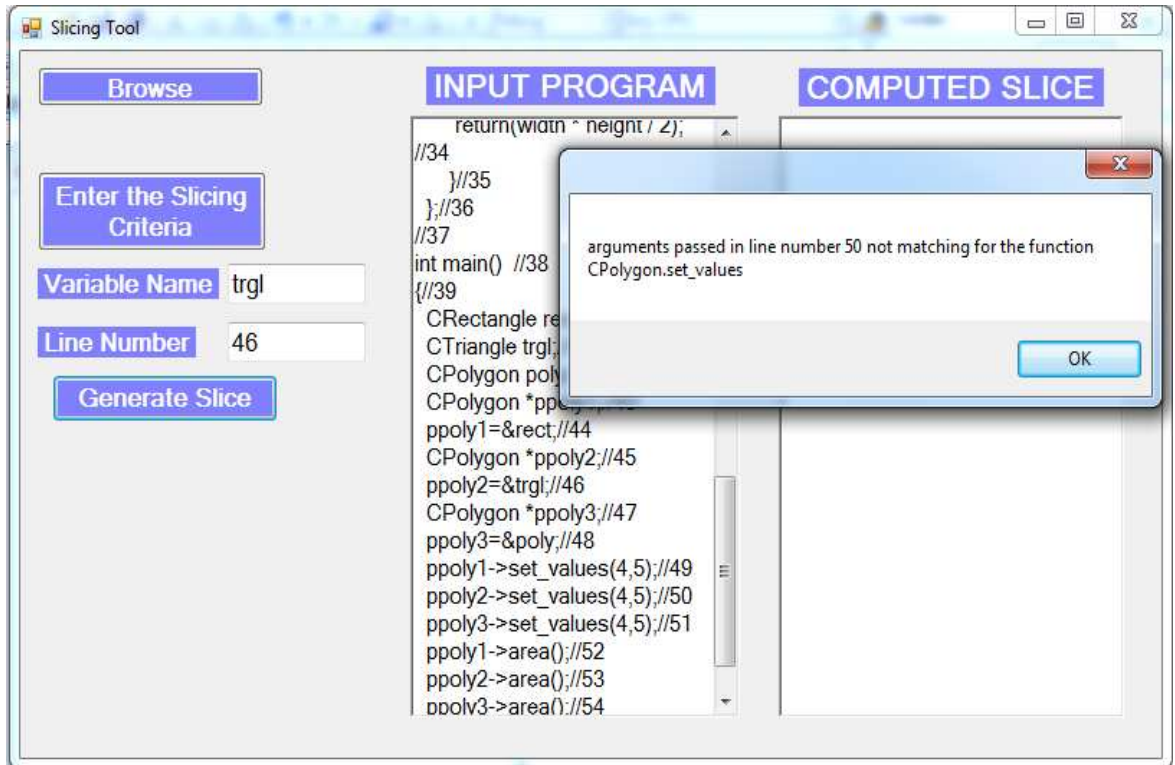 Slicing Tool
Browse
Enter the Slicing
Criteria
Variable Name trgl
Line Number 46
Generate Slice
INPUT PROGRAM
return(width * height / 2);
//34
}//35
};//36
//37
int main() //38
{//39
CRectangle re
CTriangle trgl;
CPolygon poly
CPolygon *ppoly
ppoly1=&rect;//44
CPolygon *ppoly2;//45
ppoly2=&trgl;//46
CPolygon *ppoly3;//47
ppoly3=&poly;//48
ppoly1->set_values(4,5);//49
ppoly2->set_values(4,5);//50
ppoly3->set_values(4,5);//51
ppoly1->area();//52
ppoly2->area();//53
ppoly3->area();//54
COMPUTED SLICE
arguments passed in line number 50 not matching for the function
CPolygon.set_values
OK